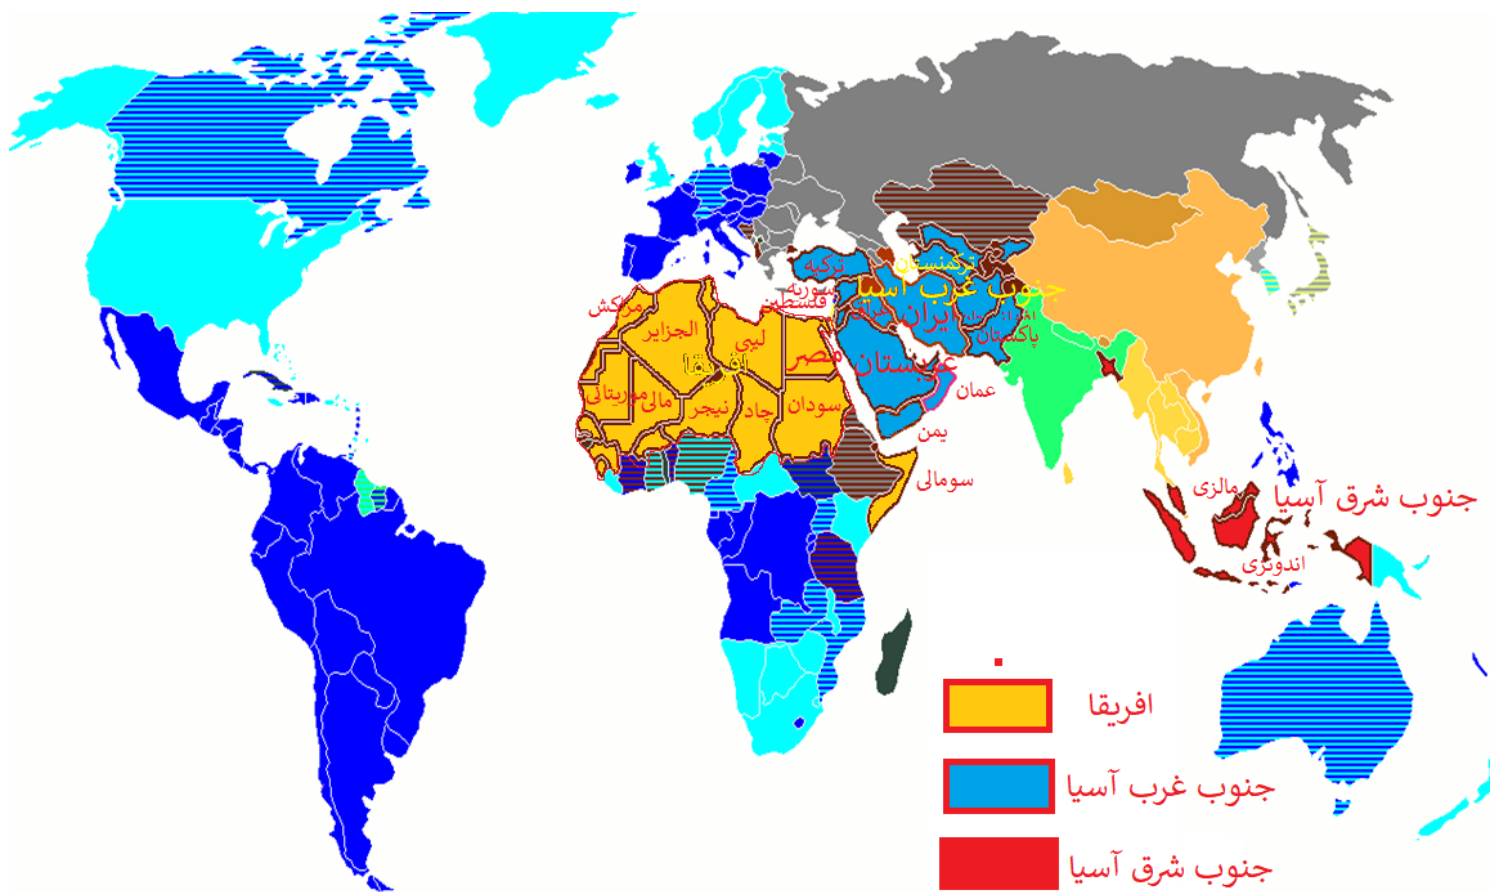 ترکیه
ترکمنستان
سوریه
جنوب غرب آسیا
فلسطین
مراکش
عراق
ایران
الجزایر
لیبی
مصر
پاکستان
افریقا
عربستان
عمان
موریتانی
مالی
نیجر
چاد
سودان
یمن
سومالی
مالزی
جنوب شرق آسیا
اندونزی
افریقا
جنوب غرب آسیا
جنوب شرق آسیا